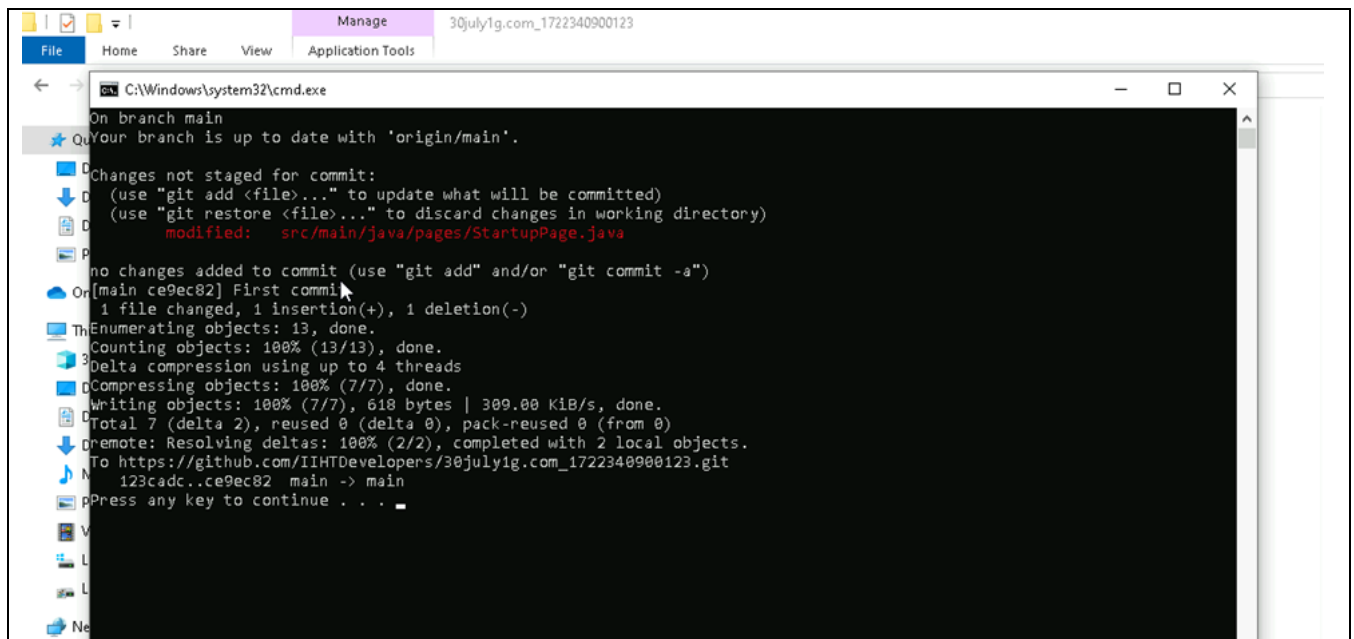 Manage
30july1g.com_1722340900123
File
Home
Share
View
Application Tools
C:\Windows\system32\cmd.exe
On branch main
Your branch is up to date with 'origin/main'.
Changes not staged for commit:
(use "git add <file>..." to update what will be committed)
(use "git restore <file>..." to discard changes in working directory)
modified:   src/main/java/pages/StartupPage.java
no changes added to commit (use "git add" and/or "git commit -a")
[main ce9ec82] First commit
1 file changed, 1 insertion(+), 1 deletion(-)
Enumerating objects: 13, done.
Counting objects: 100% (13/13), done.
Delta compression using up to 4 threads
Compressing objects: 100% (7/7), done.
Writing objects: 100% (7/7), 618 bytes | 309.00 KiB/s, done.
Total 7 (delta 2), reused 0 (delta 0), pack-reused 0 (from 0)
remote: Resolving deltas: 100% (2/2), completed with 2 local objects.
To https://github.com/IIHTDevelopers/30july1g.com_1722340900123.git
123cadc..ce9ec82  main -> main
Press any key to continue . . .